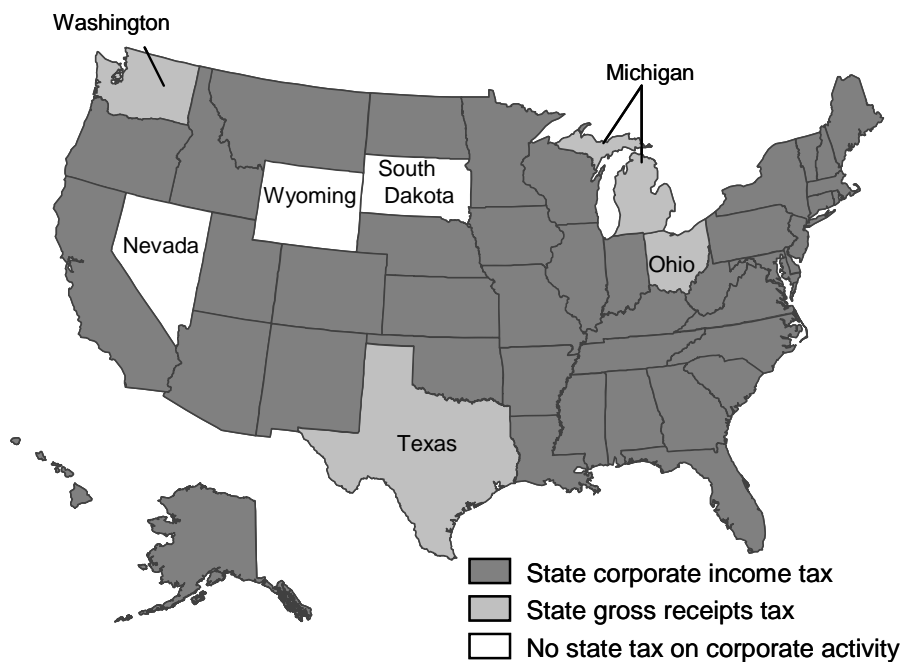 Washington
Michigan
South
Dakota
Wyoming
Nevada
Ohio
Texas
State corporate income tax
State gross receipts tax
No state tax on corporate activity